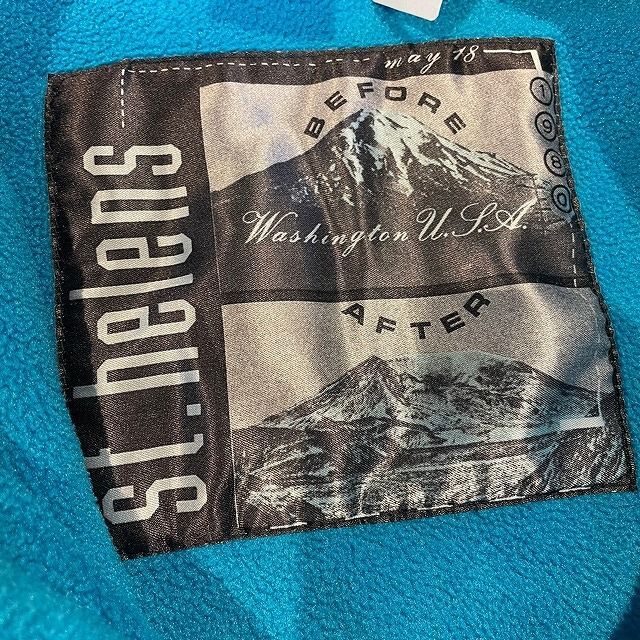 may 18
1980
BEFORE
Washington U.S.A.
AFTER
st.helens